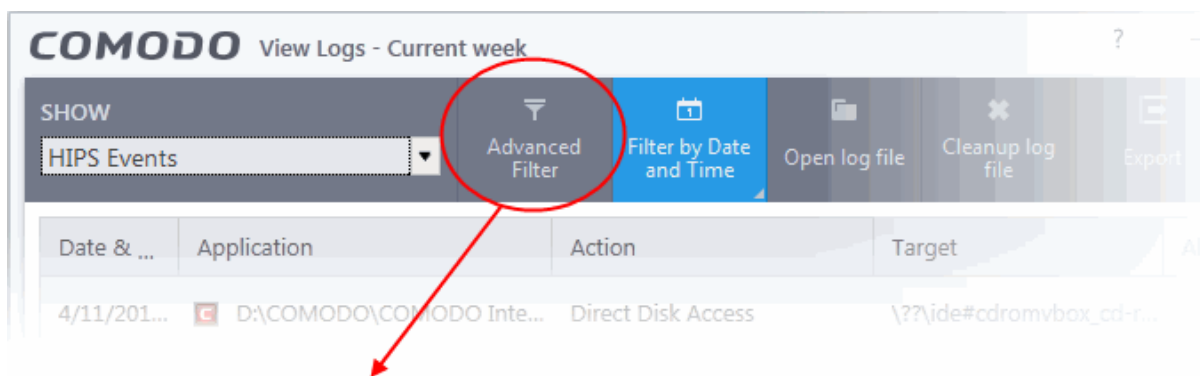 COMODO View Logs - Current week ?
SHOW
HIPS Events
Advanced
Filter
Filter by Date
and Time
Open log file
Cleanup log
file
Export
Date & ... Application Action Target
4/11/201... D:\COMODO\COMODO Inte... Direct Disk Access \??\ide#cdromvbox_cd-r...